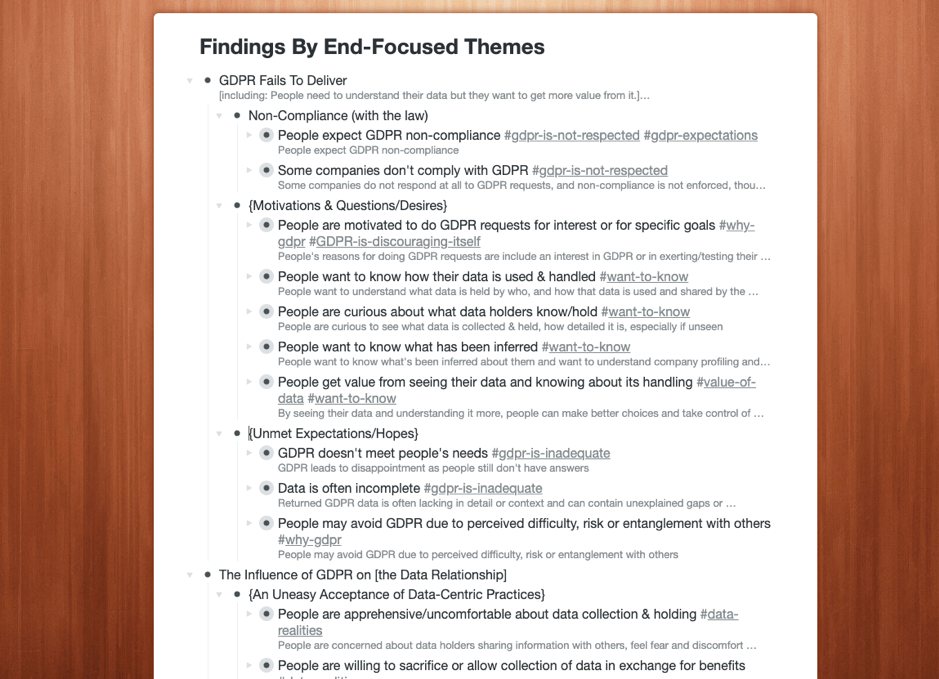 Findings By End-Focused Themes
GDPR Fails To Deliver
[including: People need to understand their data but they want to get more value from it.]...
Non-Compliance (with the law)
People expect GDPR non-compliance #gdpr-is-not-respected #gdpr-expectations
People expect GDPR non-compliance
Some companies don't comply with GDPR #gdpr-is-not-respected
Some companies do not respond at all to GDPR requests, and non-compliance is not enforced, thou...
{Motivations & Questions/Desires}
People are motivated to do GDPR requests for interest or for specific goals #why-
gdpr #GDPR-is-discouraging-itself
People's reasons for doing GDPR requests are include an interest in GDPR or in exerting/testing their ...
People want to know how their data is used & handled #want-to-know
People want to understand what data is held by who, and how that data is used and shared by the ...
People are curious about what data holders know/hold #want-to-know
People are curious to see what data is collected & held, how detailed it is, especially if unseen
People want to know what has been inferred #want-to-know
People want to know what's been inferred about them and want to understand company profiling and...
People get value from seeing their data and knowing about its handling #value-of-
data #want-to-know
By seeing their data and understanding it more, people can make better choices and take control of ...
{Unmet Expectations/Hopes}
GDPR doesn't meet people's needs #gdpr-is-inadequate
GDPR leads to disappointment as people still don't have answers
Data is often incomplete #gdpr-is-inadequate
Returned GDPR data is often lacking in detail or context and can contain unexplained gaps or ...
People may avoid GDPR due to perceived difficulty, risk or entanglement with others
#why-gdpr
People may avoid GDPR due to perceived difficulty, risk or entanglement with others
The Influence of GDPR on [the Data Relationship]
{An Uneasy Acceptance of Data-Centric Practices}
People are apprehensive/uncomfortable about data collection & holding #data-
realities
People are concerned about data holders sharing information with others, feel fear and discomfort ...
People are willing to sacrifice or allow collection of data in exchange for benefits